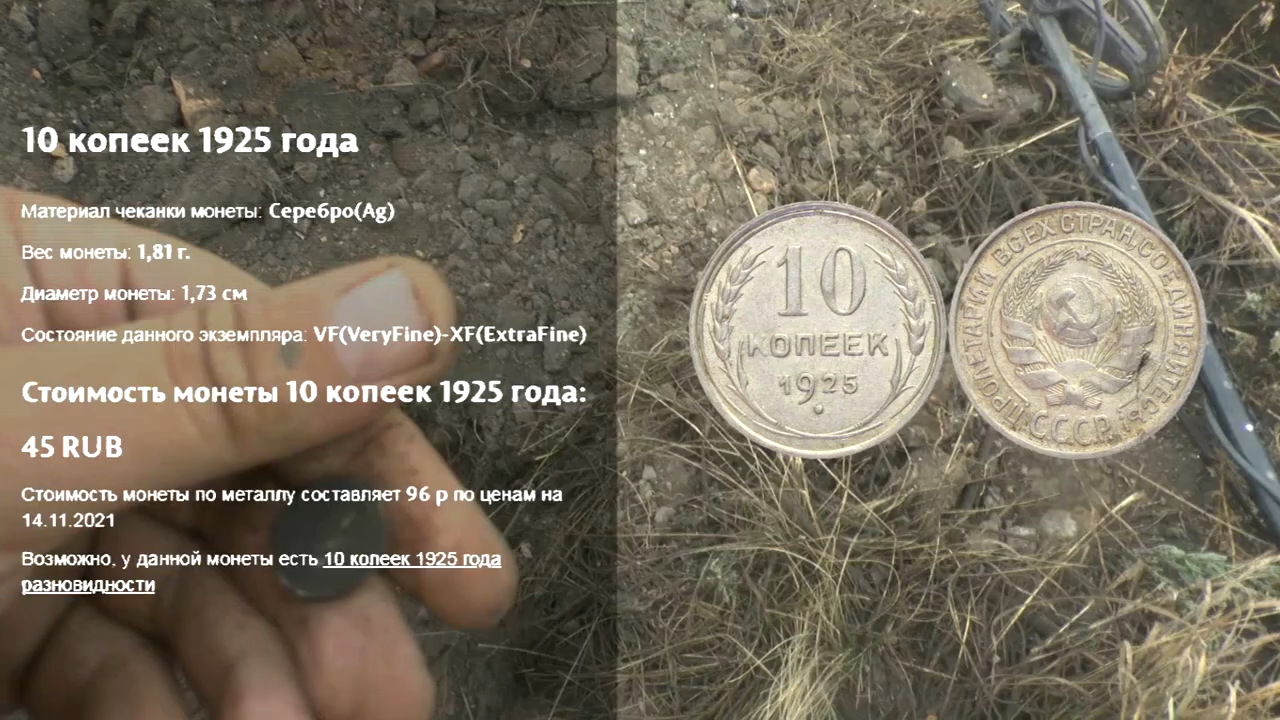 10 копеек 1925 года
Материал чеканки монеты: Серебро(Ag)
Вес монеты: 1,81 г.
Диаметр монеты: 1,73 см
Состояние данного экземпляра: VF(VeryFine)-XF(ExtraFine)
Стоимость монеты 10 копеек 1925 года:
45 RUB
Стоимость монеты по металлу составляет 96 р по ценам на
14.11.2021
Возможно, у данной монеты есть 10 копеек 1925 года
разновидности
10
КОПЕЕК
1925
ПРОЛЕТАРИИ ВСЕХ СТРАН, СОЕДИНЯЙТЕСЬ!
СССР